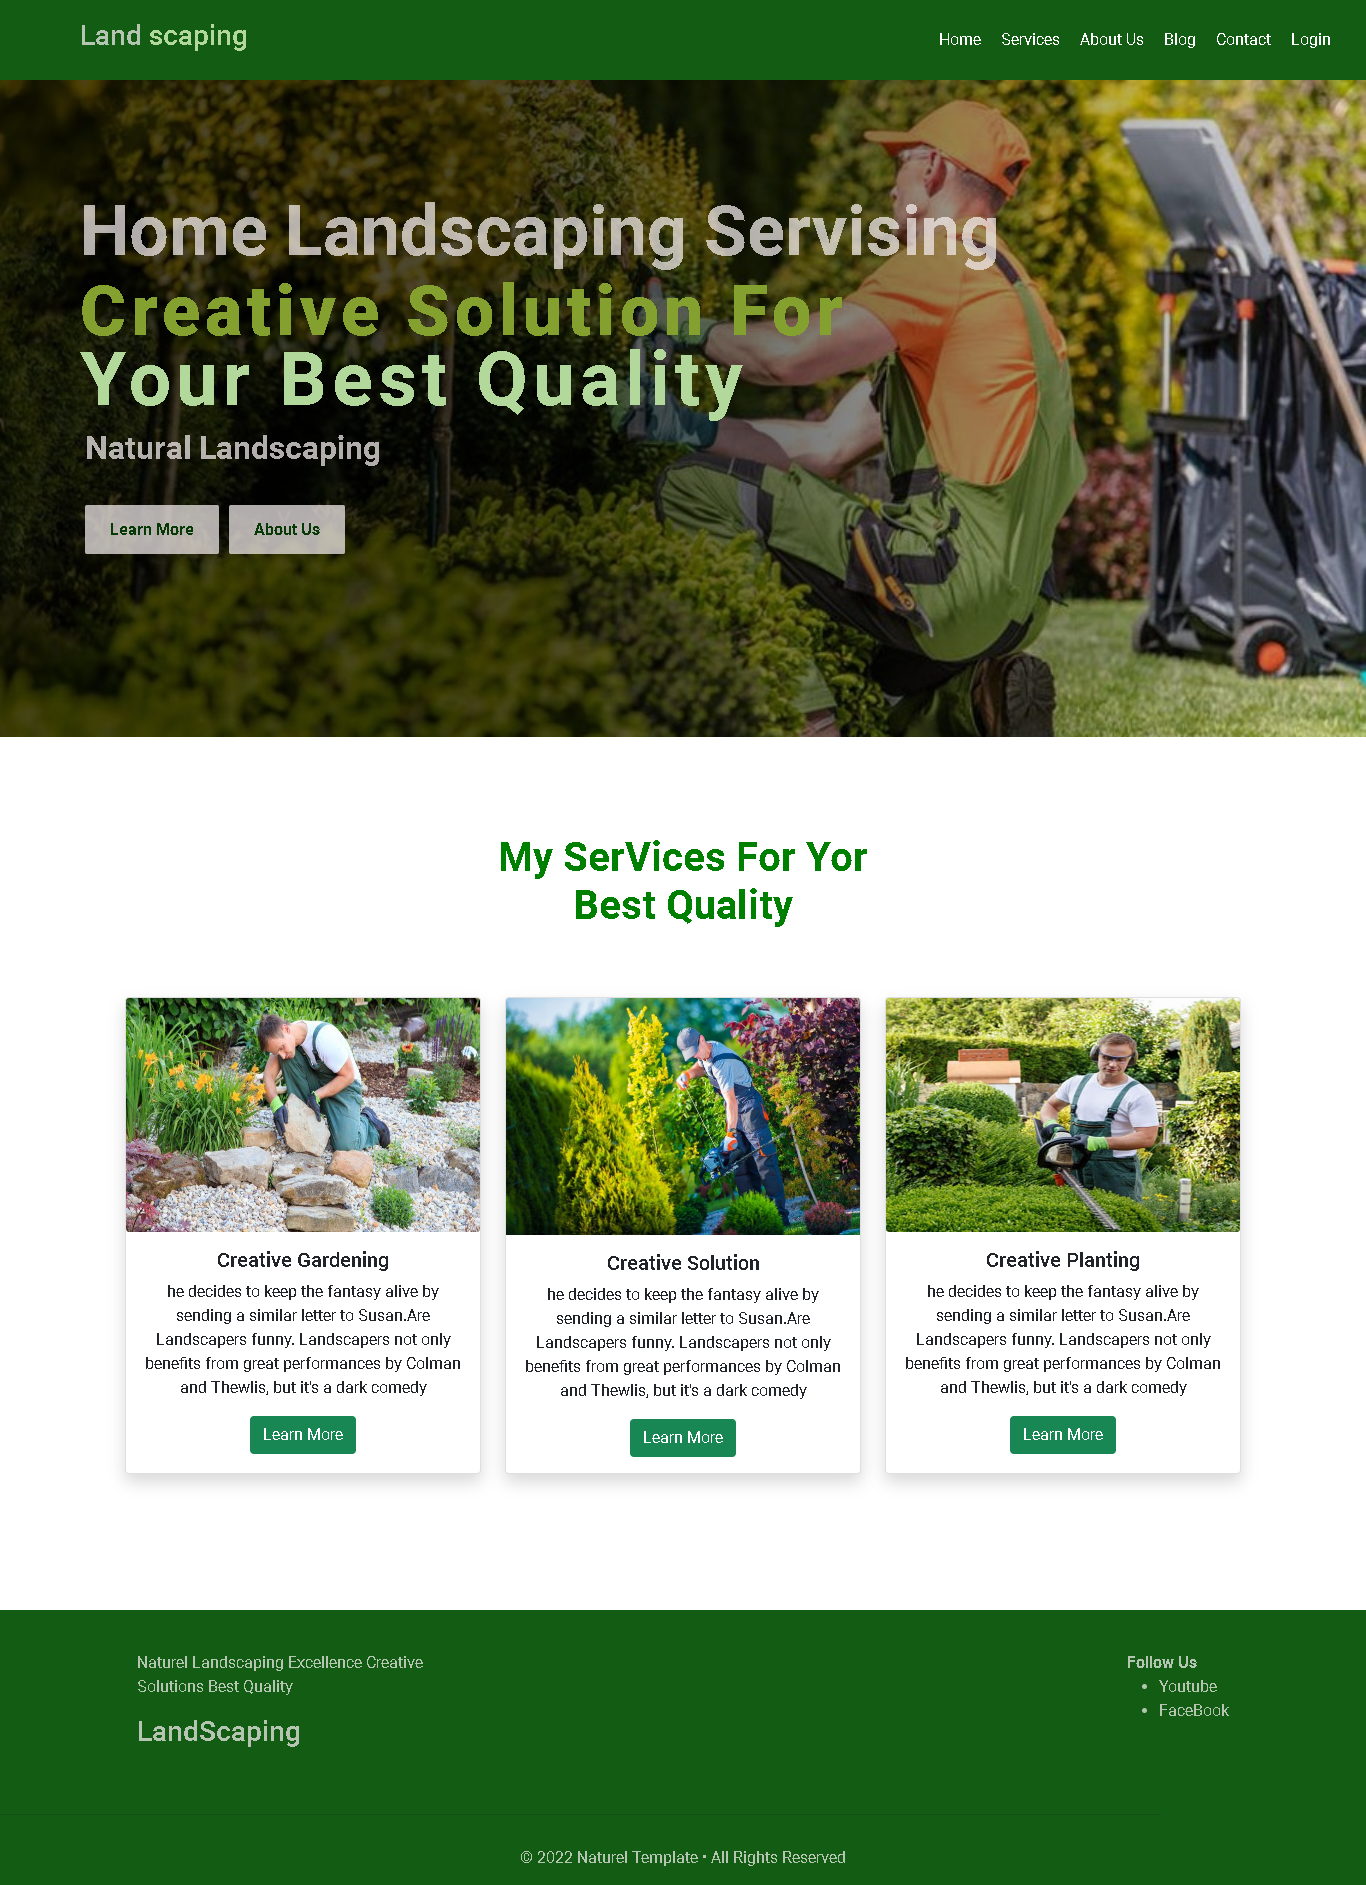 Land scaping
Home Services About Us Blog Contact Login
Home Landscaping Servising
Creative Solution For
Your Best Quality
Natural Landscaping
Learn More About Us
My SerVices For Yor
Best Quality
Creative Gardening
he decides to keep the fantasy alive by
sending a similar letter to Susan.Are
Landscapers funny. Landscapers not only
benefits from great performances by Colman
and Thewlis, but it's a dark comedy
Learn More
Creative Solution
he decides to keep the fantasy alive by
sending a similar letter to Susan.Are
Landscapers funny. Landscapers not only
benefits from great performances by Colman
and Thewlis, but it's a dark comedy
Learn More
Creative Planting
he decides to keep the fantasy alive by
sending a similar letter to Susan.Are
Landscapers funny. Landscapers not only
benefits from great performances by Colman
and Thewlis, but it's a dark comedy
Learn More
Naturel Landscaping Excellence Creative
Solutions Best Quality
LandScaping
Follow Us
• Youtube
• FaceBook
© 2022 Naturel Template • All Rights Reserved